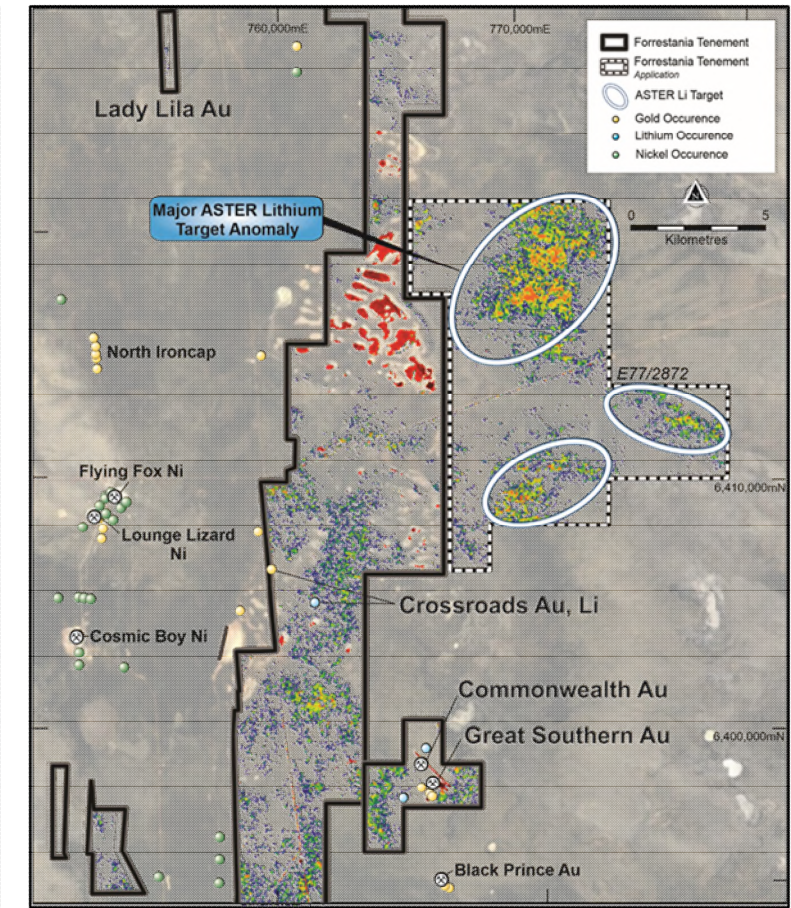 760,000mE
770,000mE
Forrestania Tenement
Forrestania Tenement
Application
ASTER Li Target
Gold Occurence
Lithium Occurence
Nickel Occurence
N
0
5
Kilometres
Lady Lila Au
Major ASTER Lithium
Target Anomaly
North Ironcap
E77/2872
Flying Fox Ni
6,410,000mN
Lounge Lizard
Ni
Crossroads Au, Li
Cosmic Boy Ni
Commonwealth Au
Great Southern Au
6,400,000mN
Black Prince Au